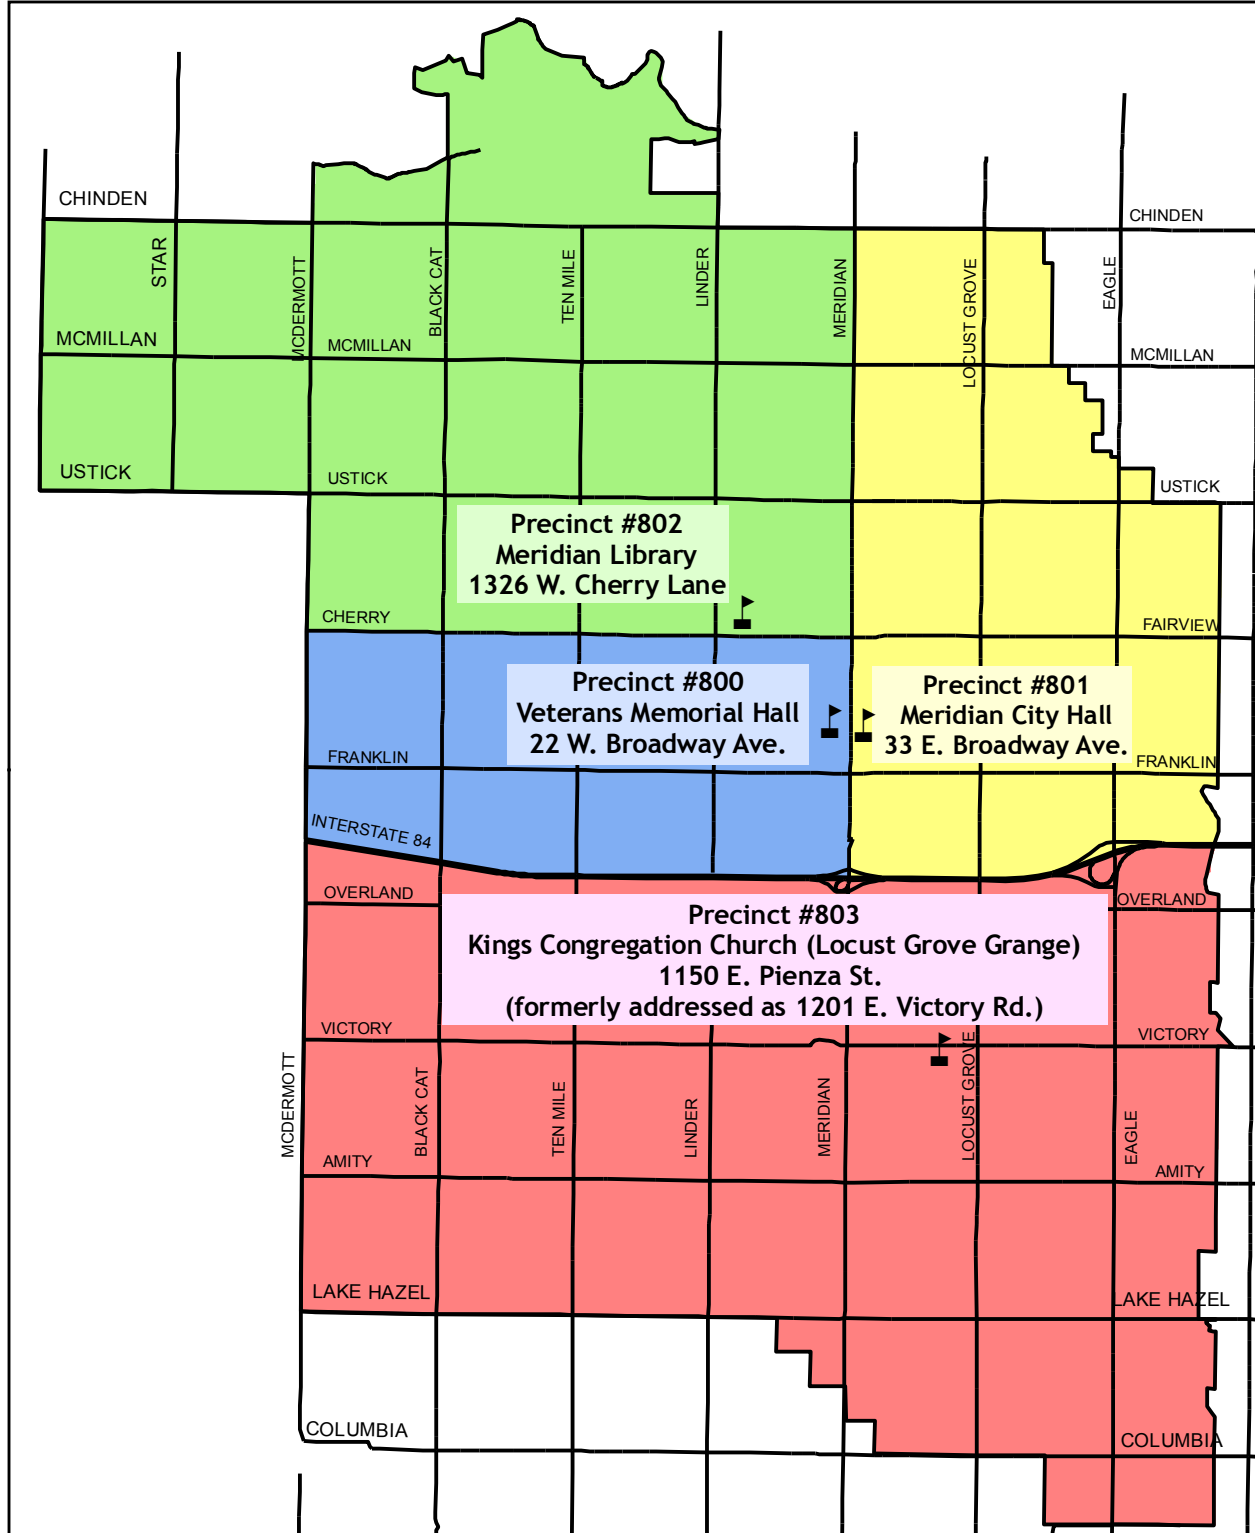 CHINDEN
CHINDEN
STAR
MCDERMOTT
BLACK CAT
TEN MILE
LINDER
MERIDIAN
LOCUST GROVE
EAGLE
MCMILLAN
MCMILLAN
MCMILLAN
USTICK
USTICK
USTICK
Precinct #802
Meridian Library
1326 W. Cherry Lane
CHERRY
FAIRVIEW
Precinct #800
Veterans Memorial Hall
22 W. Broadway Ave.
Precinct #801
Meridian City Hall
33 E. Broadway Ave.
FRANKLIN
FRANKLIN
INTERSTATE 84
OVERLAND
OVERLAND
Precinct #803
Kings Congregation Church (Locust Grove Grange)
1150 E. Pienza St.
(formerly addressed as 1201 E. Victory Rd.)
VICTORY
VICTORY
MCDERMOTT
BLACK CAT
TEN MILE
LINDER
MERIDIAN
LOCUST GROVE
EAGLE
AMITY
AMITY
LAKE HAZEL
LAKE HAZEL
COLUMBIA
COLUMBIA